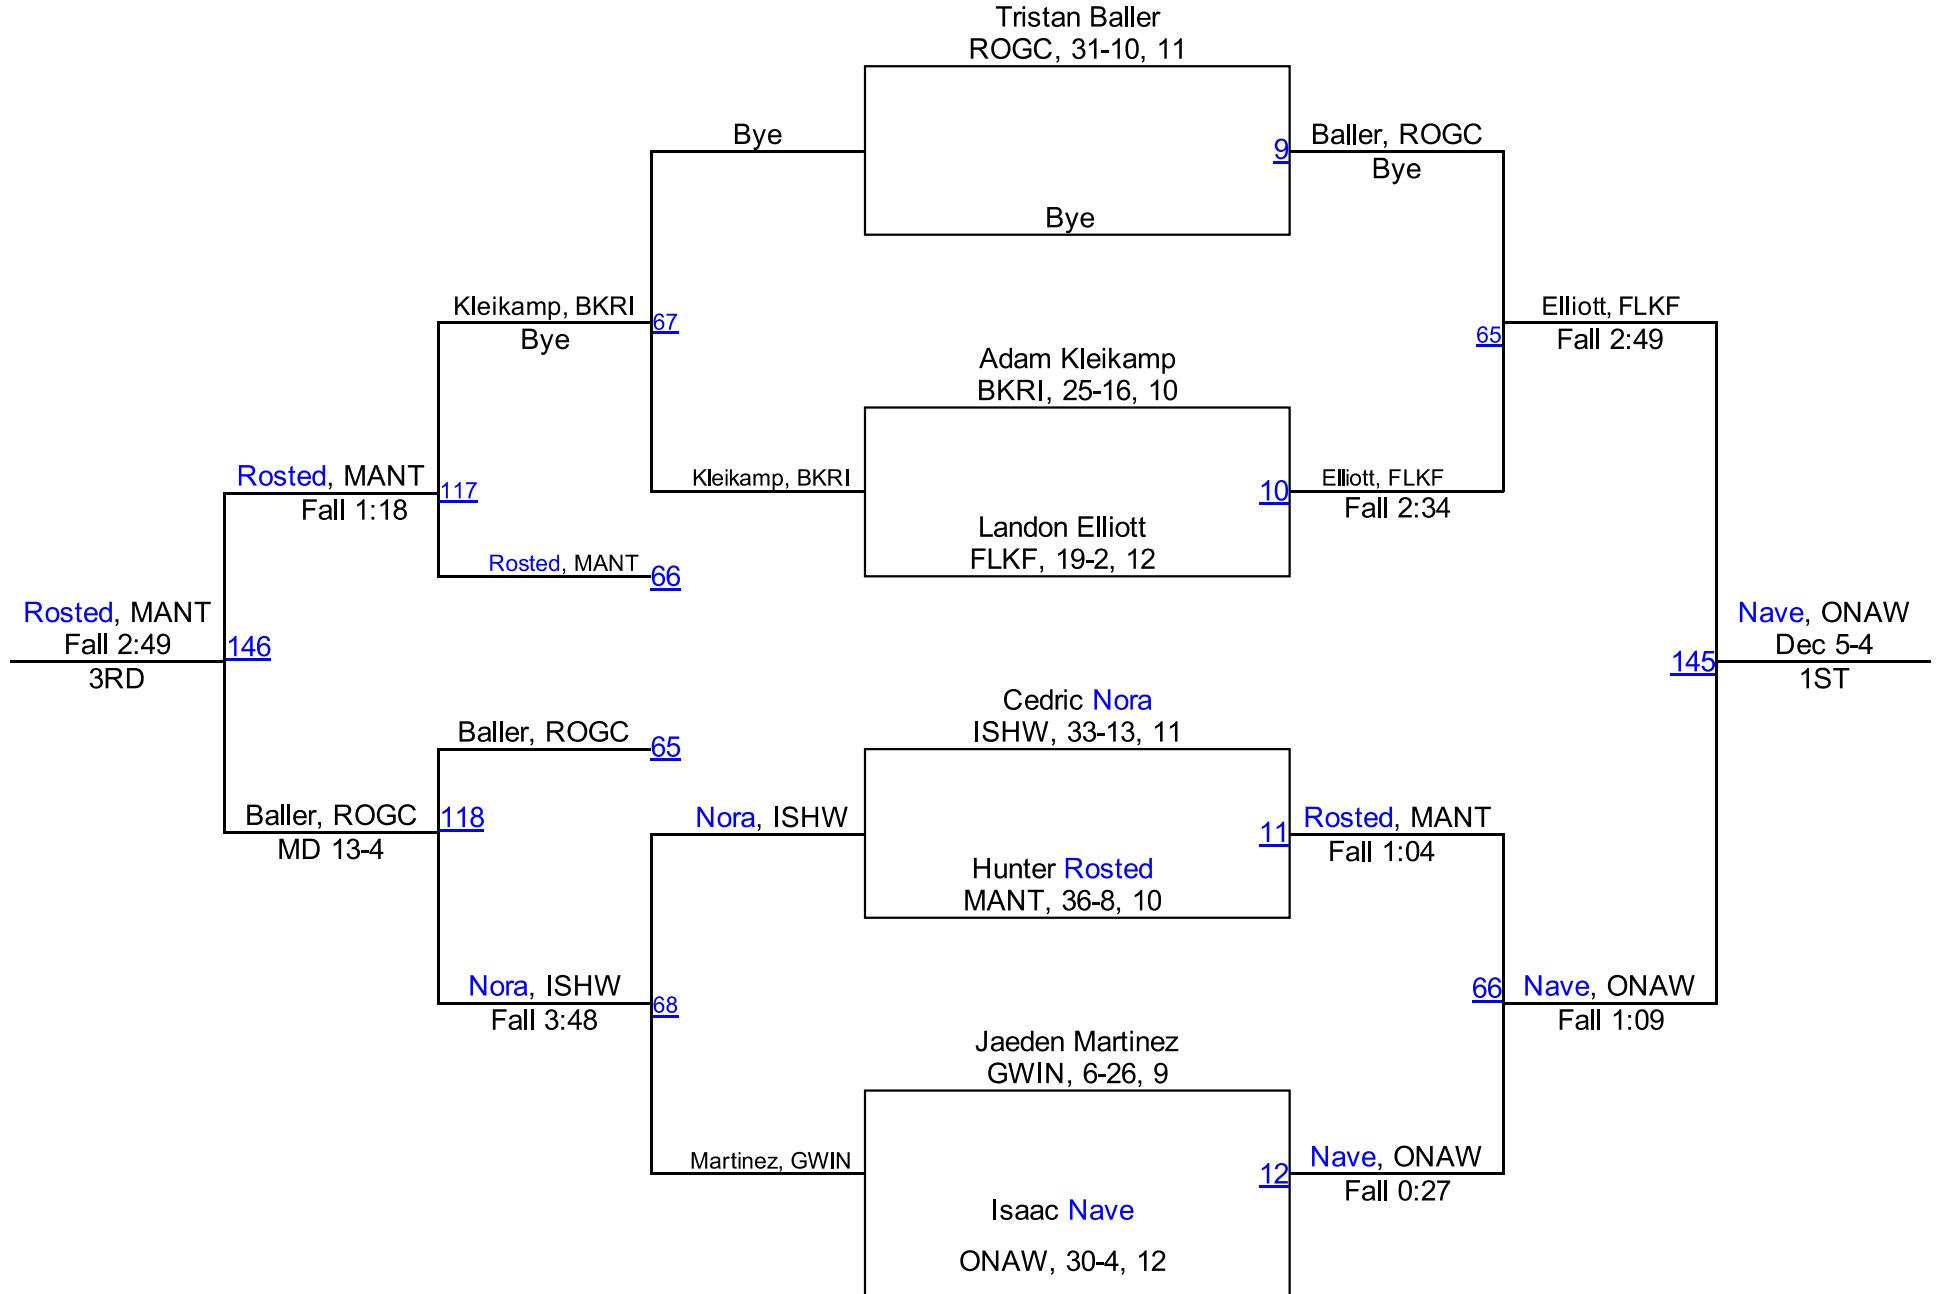 Tristan Baller
ROGC, 31-10, 11
Bye
9
Baller, ROGC
Bye
Bye
Kleikamp, BKRI
Bye
67
65
Elliott, FLKF
Fall 2:49
Adam Kleikamp
BKRI, 25-16, 10
Rosted, MANT
Fall 1:18
117
Kleikamp, BKRI
10
Elliott, FLKF
Fall 2:34
Landon Elliott
FLKF, 19-2, 12
Rosted, MANT
66
Rosted, MANT
Fall 2:49
3RD
146
145
Nave, ONAW
Dec 5-4
1ST
Cedric Nora
ISHW, 33-13, 11
Baller, ROGC
65
Baller, ROGC
MD 13-4
118
Nora, ISHW
11
Rosted, MANT
Fall 1:04
Hunter Rosted
MANT, 36-8, 10
Nora, ISHW
Fall 3:48
68
66
Nave, ONAW
Fall 1:09
Jaeden Martinez
GWIN, 6-26, 9
Martinez, GWIN
12
Nave, ONAW
Fall 0:27
Isaac Nave
ONAW, 30-4, 12